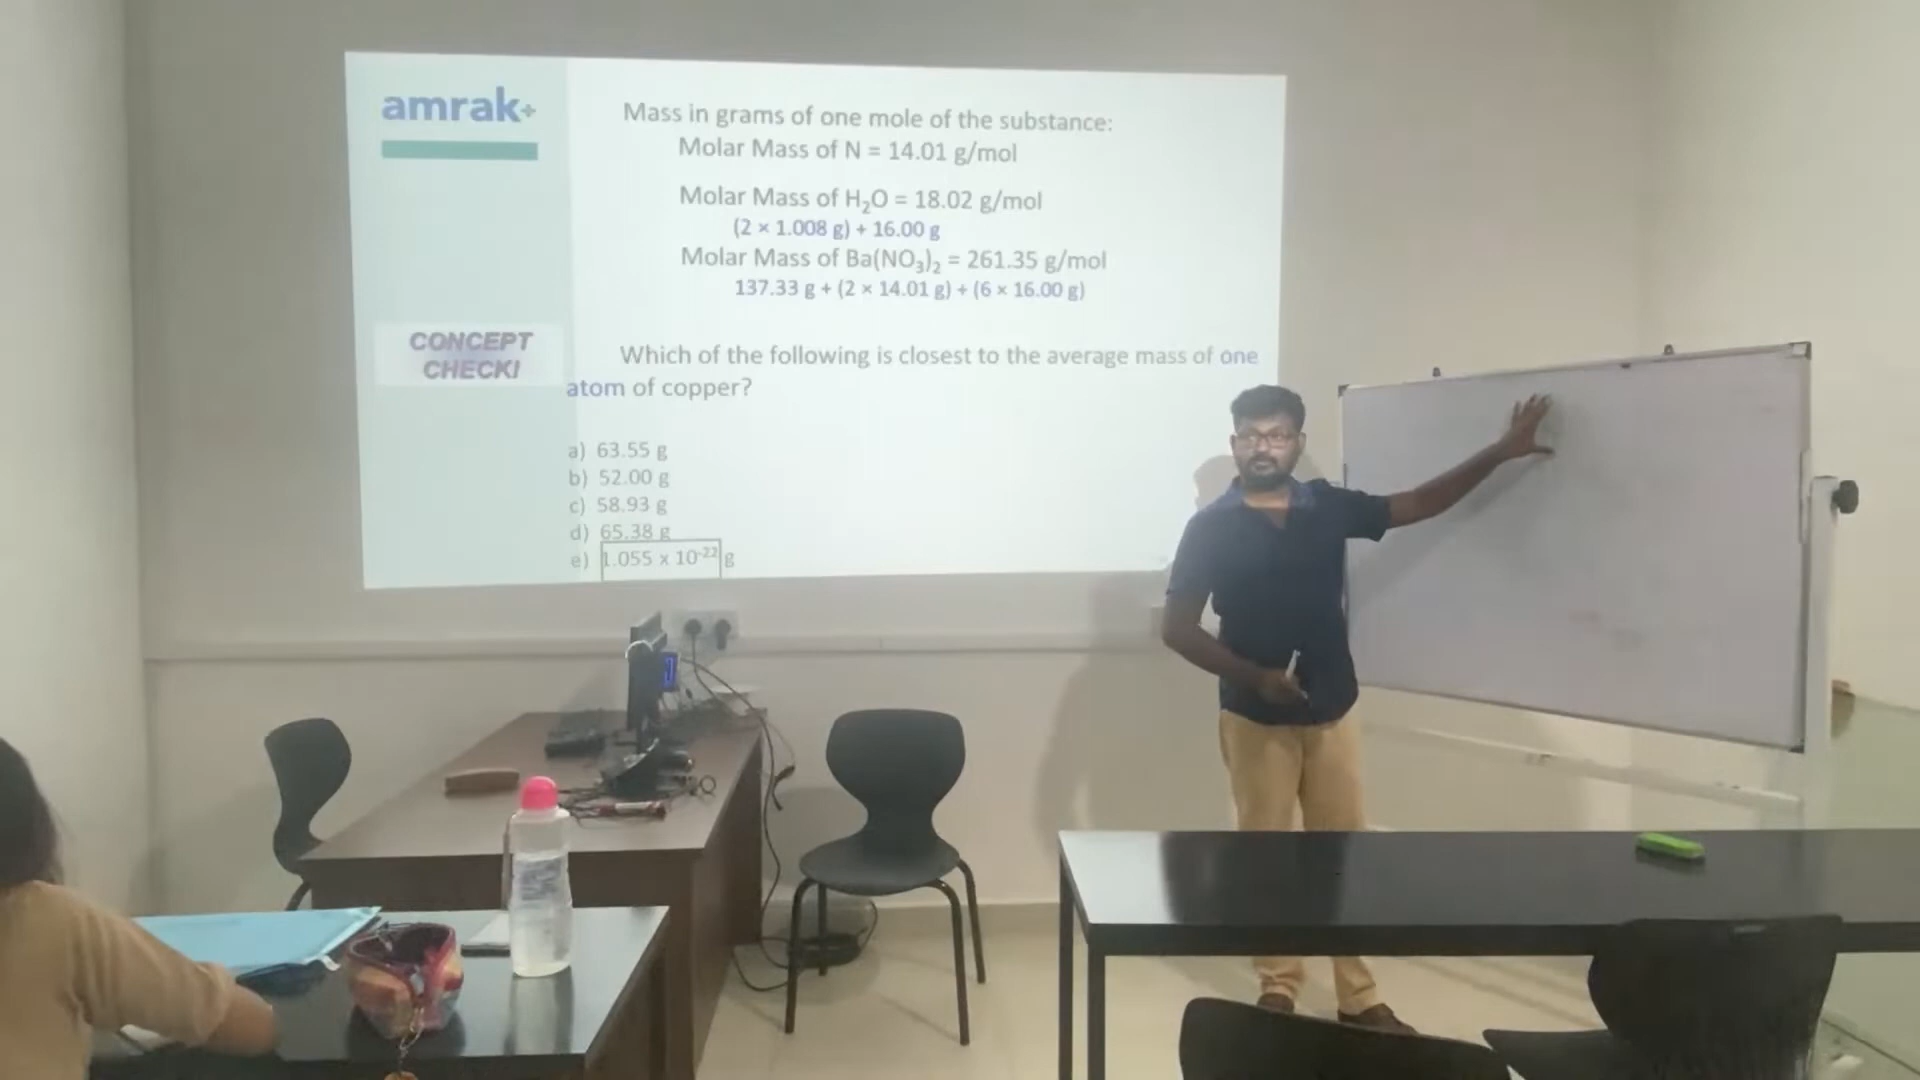 amrak+
Mass in grams of one mole of the substance:
Molar Mass of N = 14.01 g/mol
Molar Mass of H₂O = 18.02 g/mol
(2 × 1.008 g) + 16.00 g
Molar Mass of Ba(NO₃)₂ = 261.35 g/mol
137.33 g + (2 × 14.01 g) + (6 × 16.00 g)
CONCEPT
CHECK!
Which of the following is closest to the average mass of one
atom of copper?
a) 63.55 g
b) 52.00 g
c) 58.93 g
d) 65.38 g
e) 1.055 x 10⁻²² g